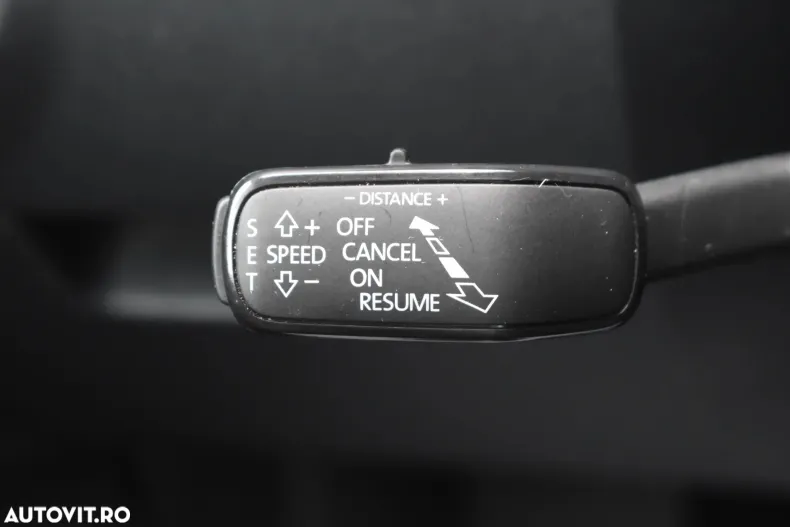 - DISTANCE +
S + OFF
E SPEED CANCEL
T - ON
RESUME
AUTOVIT.RO